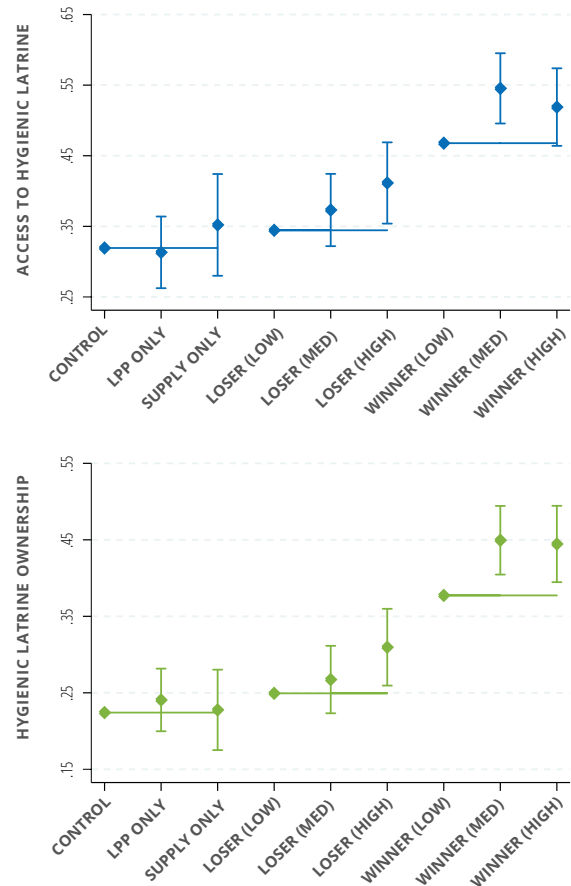 ACCESS TO HYGIENIC LATRINE
.65
.55
.45
.35
.25
CONTROL
LPP ONLY
SUPPLY ONLY
LOSER (LOW)
LOSER (MED)
LOSER (HIGH)
WINNER (LOW)
WINNER (MED)
WINNER (HIGH)
HYGIENIC LATRINE OWNERSHIP
.55
.45
.35
.25
.15
CONTROL
LPP ONLY
SUPPLY ONLY
LOSER (LOW)
LOSER (MED)
LOSER (HIGH)
WINNER (LOW)
WINNER (MED)
WINNER (HIGH)